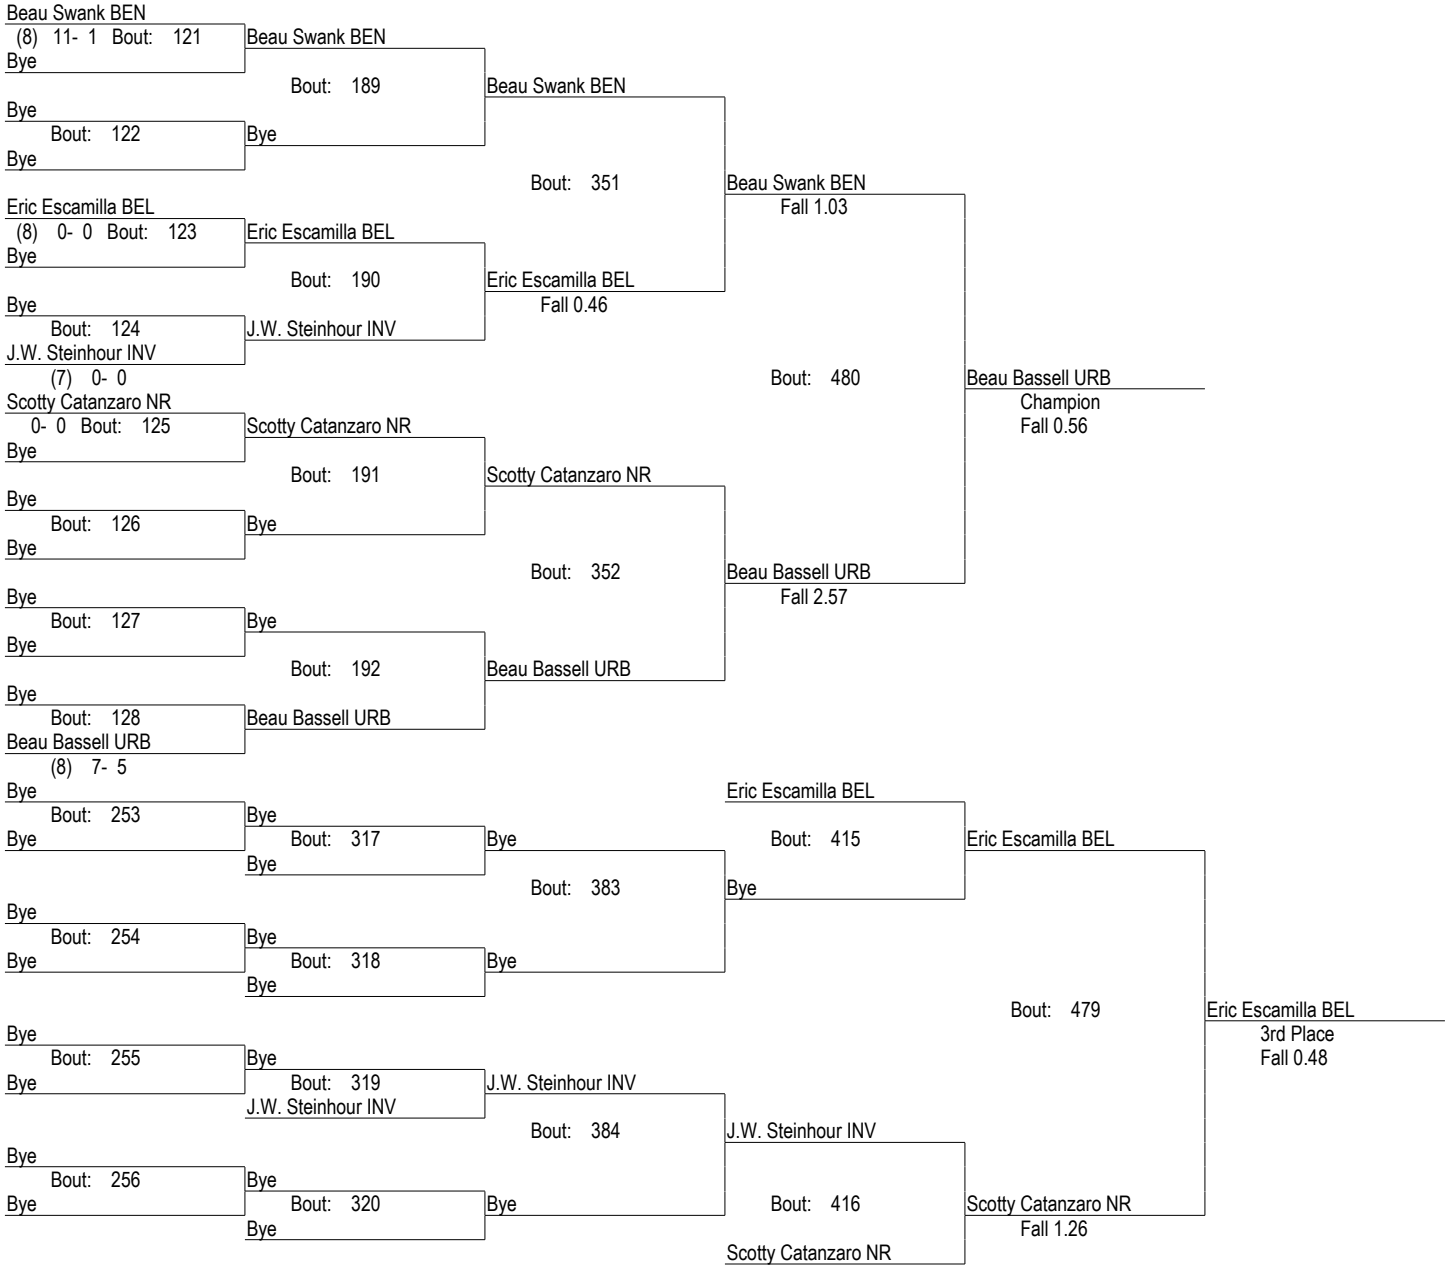 Beau Swank BEN
(8) 11- 1 Bout: 121 Beau Swank BEN
Bye
Bout: 189 Beau Swank BEN
Bye
Bout: 122 Bye
Bye
Bout: 351 Beau Swank BEN
Eric Escamilla BEL Fall 1.03
(8) 0- 0 Bout: 123 Eric Escamilla BEL
Bye
Bout: 190 Eric Escamilla BEL
Bye Fall 0.46
Bout: 124 J.W. Steinhour INV
J.W. Steinhour INV
(7) 0- 0 Bout: 480 Beau Bassell URB
Scotty Catanzaro NR Champion
0- 0 Bout: 125 Scotty Catanzaro NR Fall 0.56
Bye
Bout: 191 Scotty Catanzaro NR
Bye
Bout: 126 Bye
Bye
Bout: 352 Beau Bassell URB
Bye Fall 2.57
Bout: 127 Bye
Bye
Bout: 192 Beau Bassell URB
Bye
Bout: 128 Beau Bassell URB
Beau Bassell URB
(8) 7- 5
Bye Eric Escamilla BEL
Bout: 253 Bye
Bye Bout: 317 Bye Bout: 415 Eric Escamilla BEL
Bye
Bout: 383 Bye
Bye
Bout: 254 Bye
Bye Bout: 318 Bye
Bye
Bout: 479 Eric Escamilla BEL
Bye 3rd Place
Bout: 255 Bye Fall 0.48
Bye Bout: 319 J.W. Steinhour INV
J.W. Steinhour INV
Bout: 384 J.W. Steinhour INV
Bye
Bout: 256 Bye
Bye Bout: 320 Bye Bout: 416 Scotty Catanzaro NR
Bye Fall 1.26
Scotty Catanzaro NR